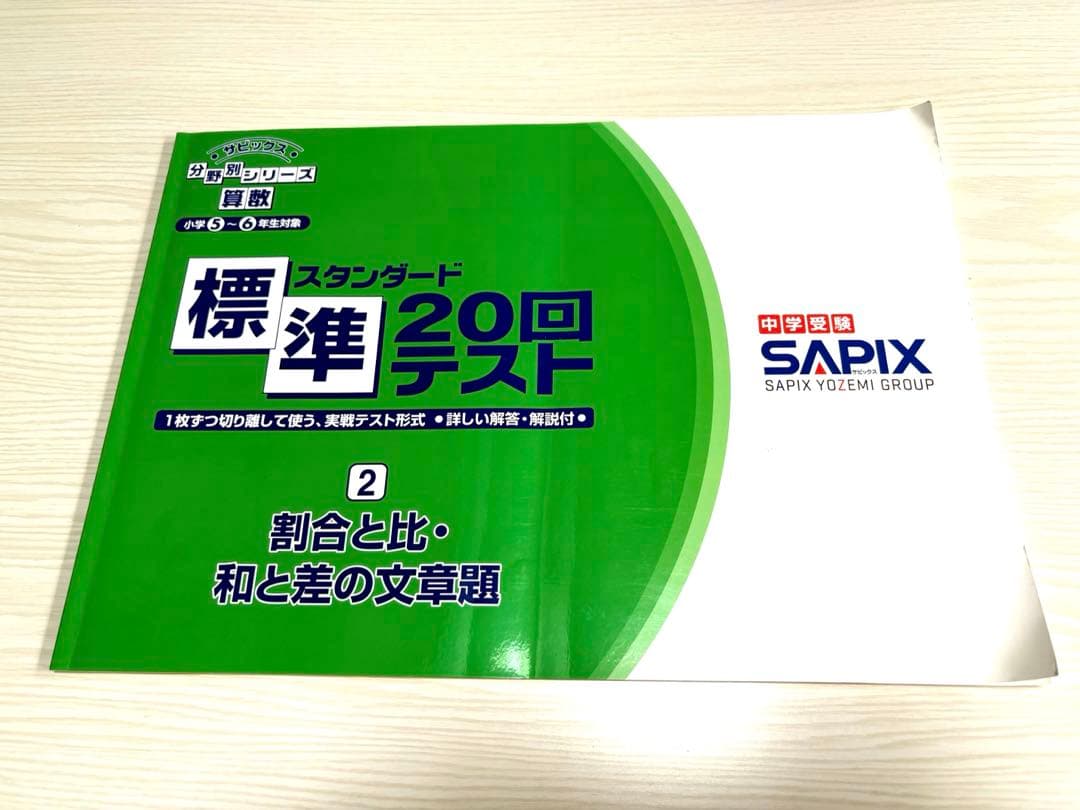 サピックス
分野別シリーズ
算数
小学5～6年生対象
標準
スタンダード
20回
テスト
1枚ずつ切り離して使う、実戦テスト形式 ●詳しい解答・解説付●
2
割合と比・
和と差の文章題
中学受験
SAPIX
サピックス
SAPIX YOZEMI GROUP